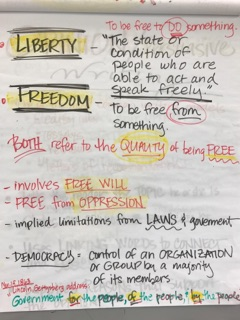 To be free to DO something.
LIBERTY - "The state or
condition of
people who are
able to act and
speak freely."
FREEDOM - To be free from
something.
BOTH refer to the QUALITY of being FREE
- involves FREE WILL
- FREE from OPPRESSION
- implied limitations from LAWS & government
- DEMOCRACY = control of an ORGANIZATION
or GROUP by a majority
of its members
Lincoln, Gettysburg address:
Government for the people, of the people, by the people